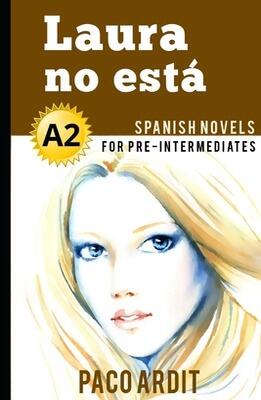 Laura
no está
A2
SPANISH NOVELS
FOR PRE-INTERMEDIATES
PACO ARDIT